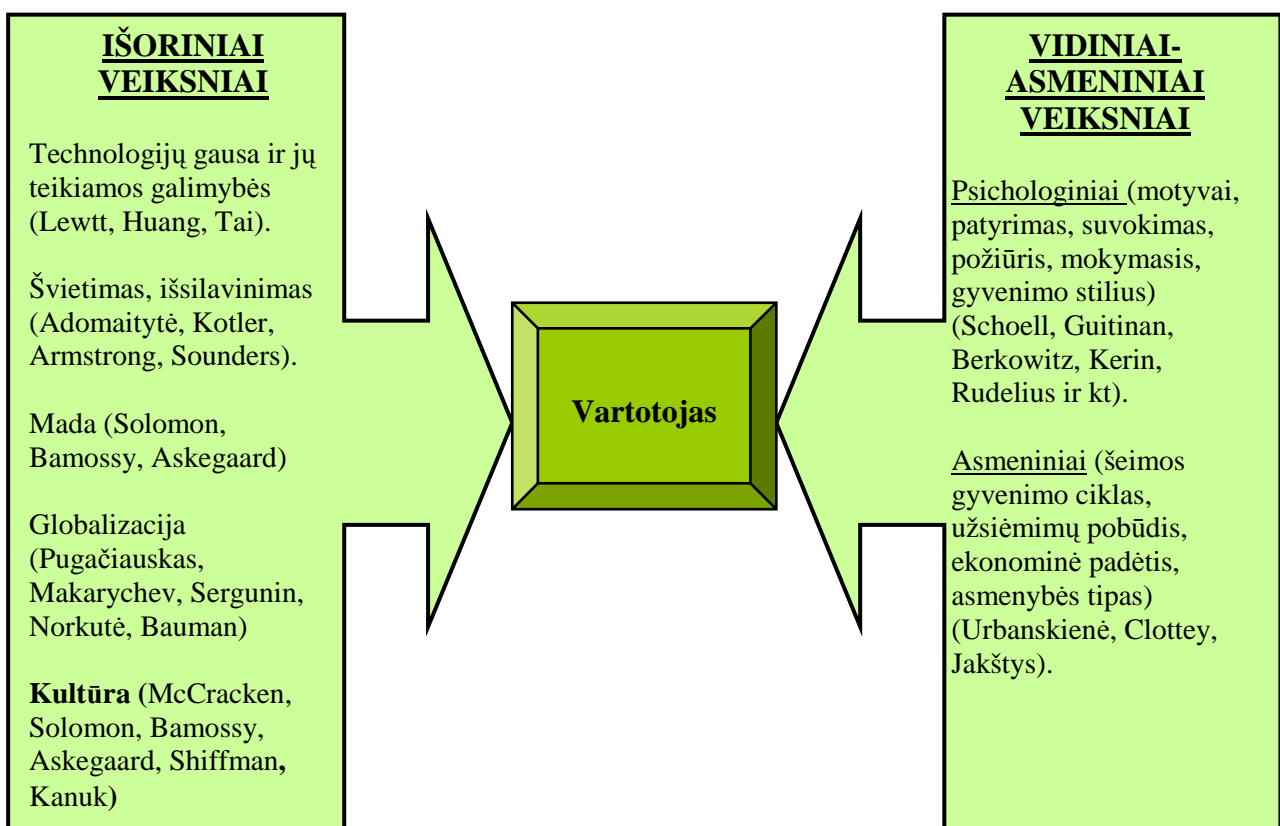 IŠORINIAI
VEIKSNIAI
Technologijų gausa ir jų
teikiamos galimybės
(Lewtt, Huang, Tai).
Švietimas, išsilavinimas
(Adomaitytė, Kotler,
Armstrong, Sounders).
Mada (Solomon,
Bamossy, Askegaard)
Globalizacija
(Pugačiauskas,
Makarychev, Sergunin,
Norkutė, Bauman)
Kultūra (McCracken,
Solomon, Bamossy,
Askegaard, Shiffman,
Kanuk)
Vartotojas
VIDINIAI-
ASMENINIAI
VEIKSNIAI
Psichologiniai (motyvai,
patyrimas, suvokimas,
požiūris, mokymasis,
gyvenimo stilius)
(Schoell, Guitinan,
Berkowitz, Kerin,
Rudelius ir kt).
Asmeniniai (šeimos
gyvenimo ciklas,
užsiėmimų pobūdis,
ekonominė padėtis,
asmenybės tipas)
(Urbanskienė, Clottey,
Jakštys).